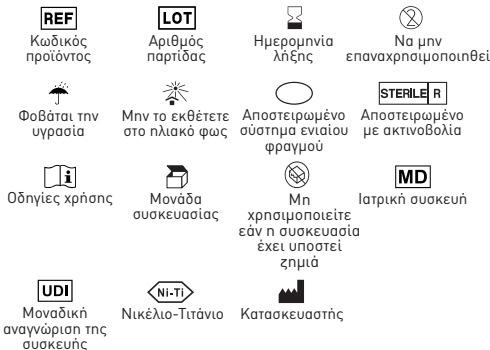 REF LOT 2
Κωδικός προϊόντος
Αριθμός παρτίδας
Ημερομηνία λήξης
Να μην επαναχρησιμοποιηθεί
STERILE R
Φοβάται την υγρασία
Μην το εκθέτετε στο ηλιακό φως
Αποστειρωμένο σύστημα ενιαίου φραγμού
Αποστειρωμένο με ακτινοβολία
i MD
Οδηγίες χρήσης
Μονάδα συσκευασίας
Μη χρησιμοποιείτε εάν η συσκευασία έχει υποστεί ζημιά
Ιατρική συσκευή
UDI Ni-Ti
Μοναδική αναγνώριση της συσκευής
Νικέλιο-Τιτάνιο
Κατασκευαστής